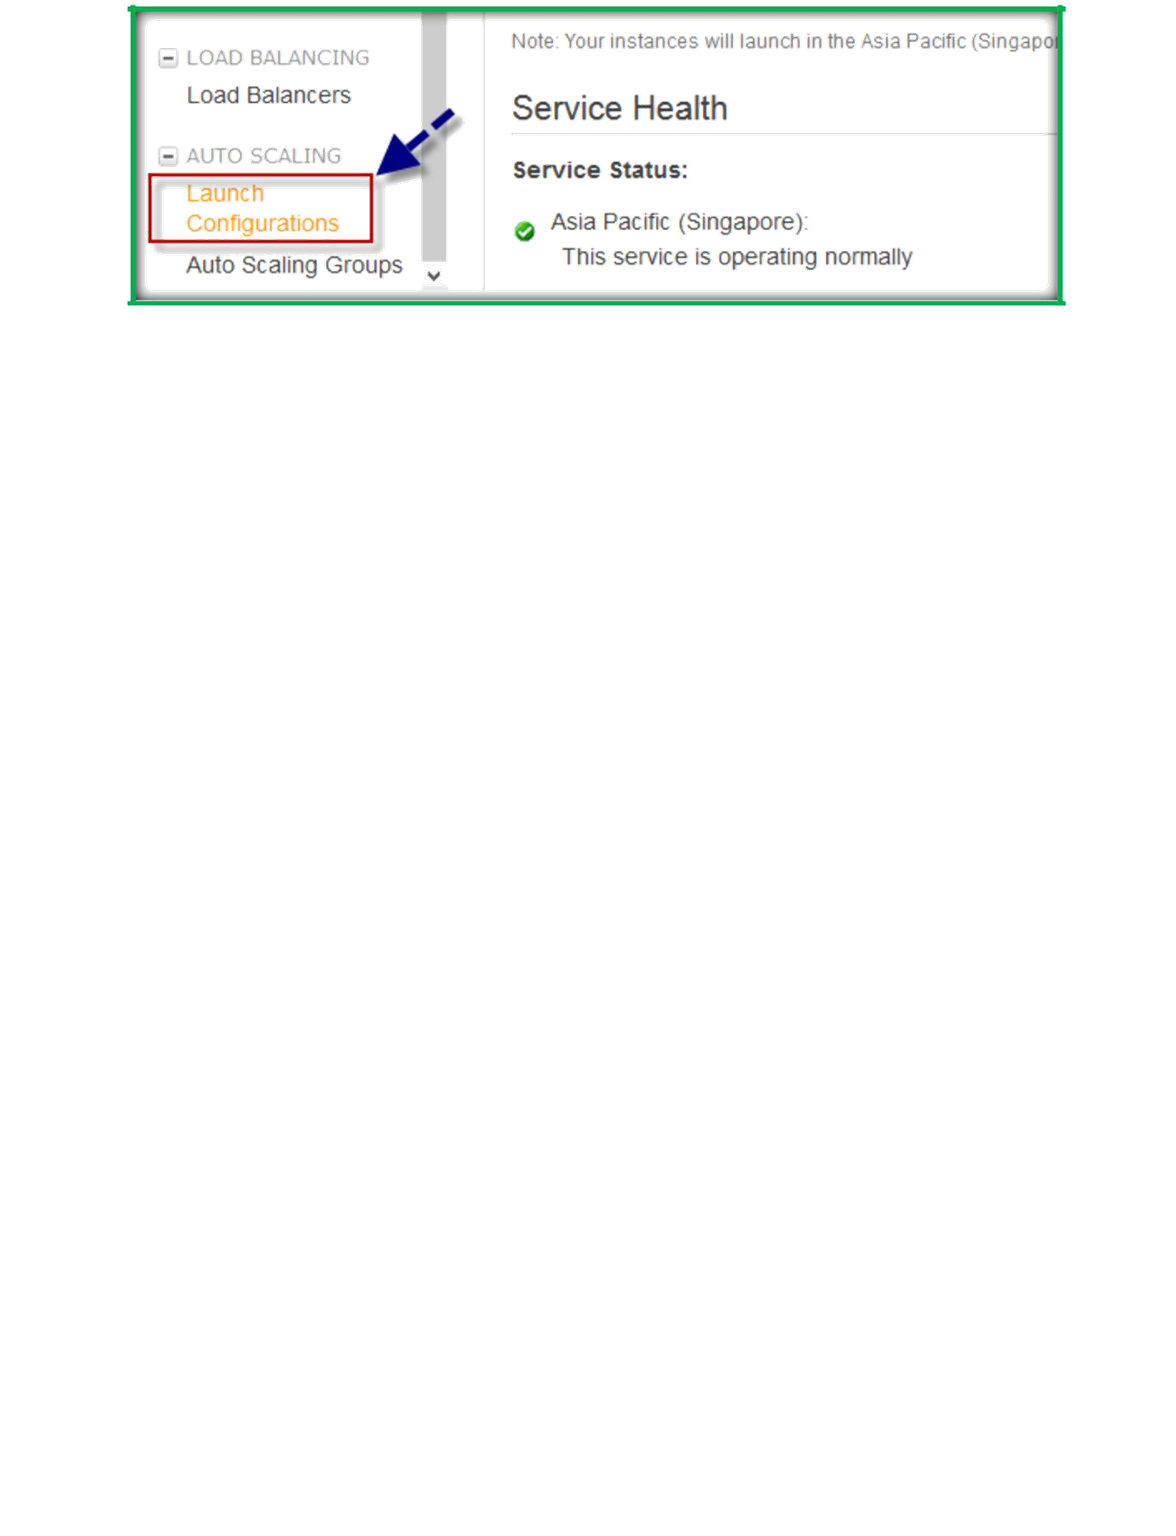 LOAD BALANCING
Load Balancers
AUTO SCALING
Launch
Configurations
Auto Scaling Groups
Note: Your instances will launch in the Asia Pacific (Singapor
Service Health
Service Status:
Asia Pacific (Singapore):
This service is operating normally